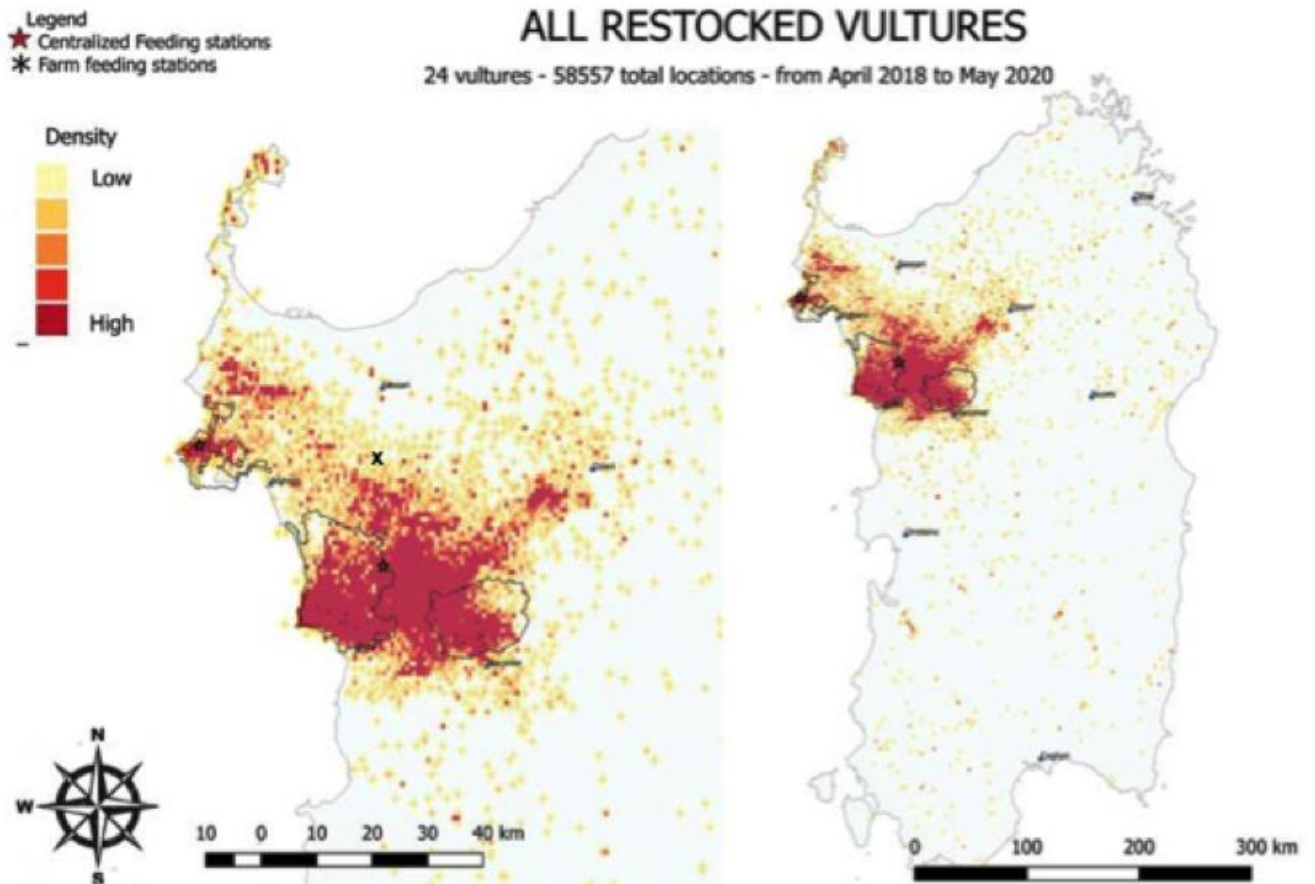 Legend
Centralized Feeding stations
Farm feeding stations
ALL RESTOCKED VULTURES
24 vultures - 58557 total locations - from April 2018 to May 2020
Density
Low
High
X
N
W
S
10 0 10 20 30 40 km
0 100 200 300 km